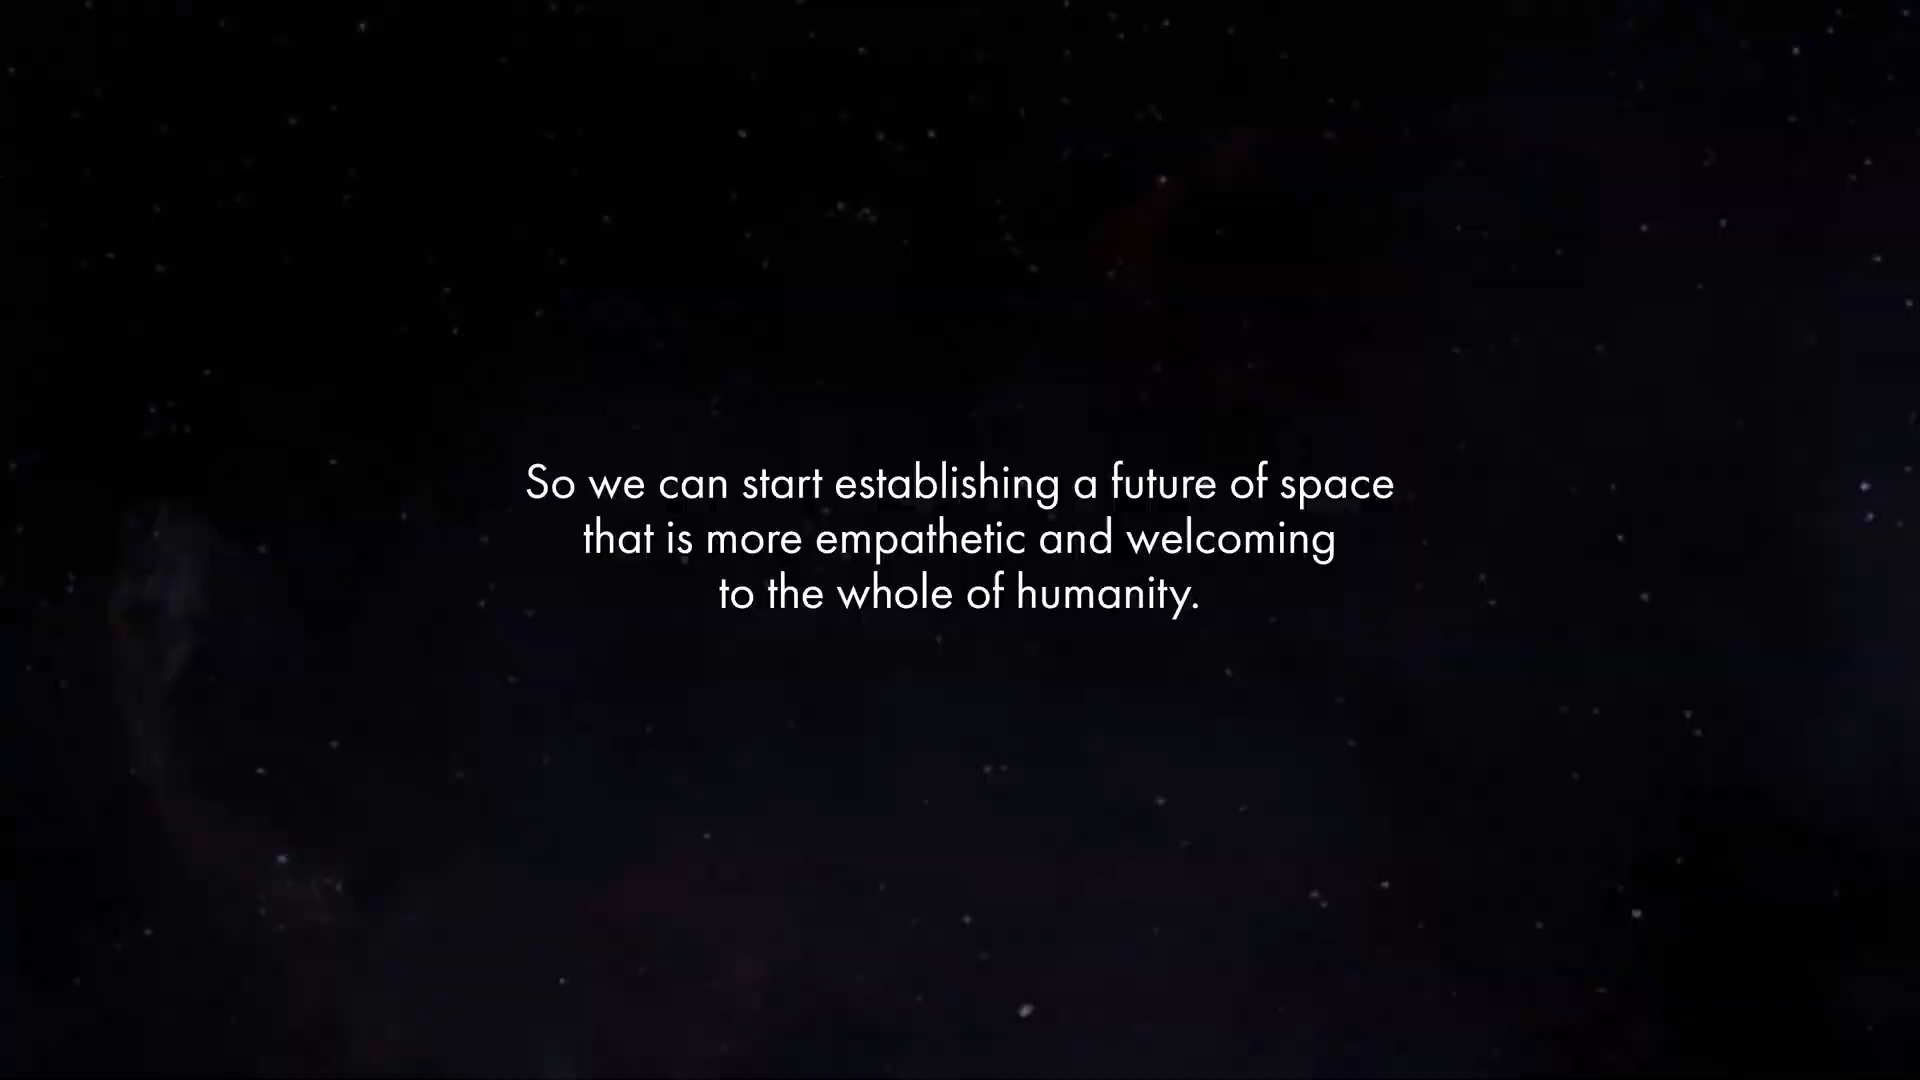 So we can start establishing a future of space
that is more empathetic and welcoming
to the whole of humanity.